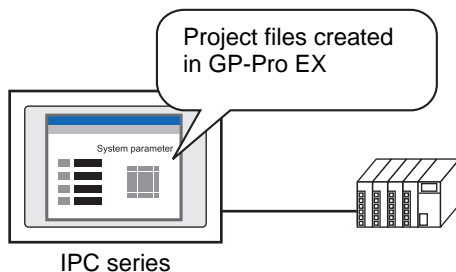 Project files created
in GP-Pro EX
System parameter
IPC series